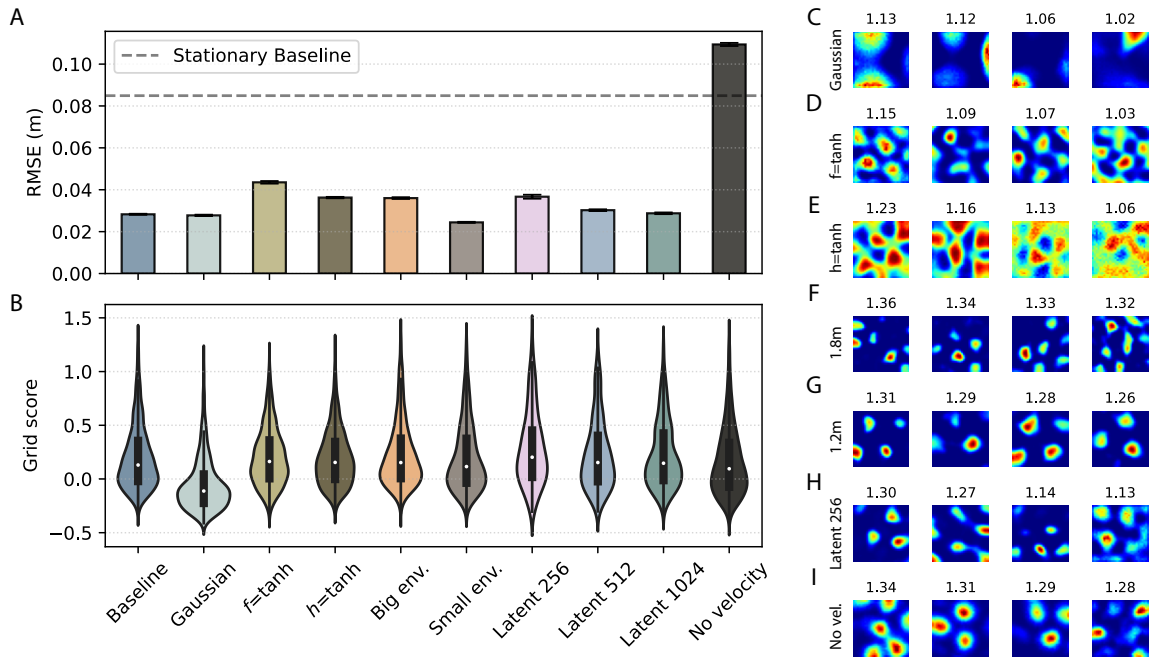 A
Stationary Baseline
RMSE (m)
0.10
0.08
0.06
0.04
0.02
0.00
B
Grid score
1.5
1.0
0.5
0.0
−0.5
Baseline
Gaussian
f=tanh
h=tanh
Big env.
Small env.
Latent 256
Latent 512
Latent 1024
No velocity
C
Gaussian
1.13 1.12 1.06 1.02
D
f=tanh
1.15 1.09 1.07 1.03
E
h=tanh
1.23 1.16 1.13 1.06
F
1.8m
1.36 1.34 1.33 1.32
G
1.2m
1.31 1.29 1.28 1.26
H
Latent 256
1.30 1.27 1.14 1.13
I
No vel.
1.34 1.31 1.29 1.28